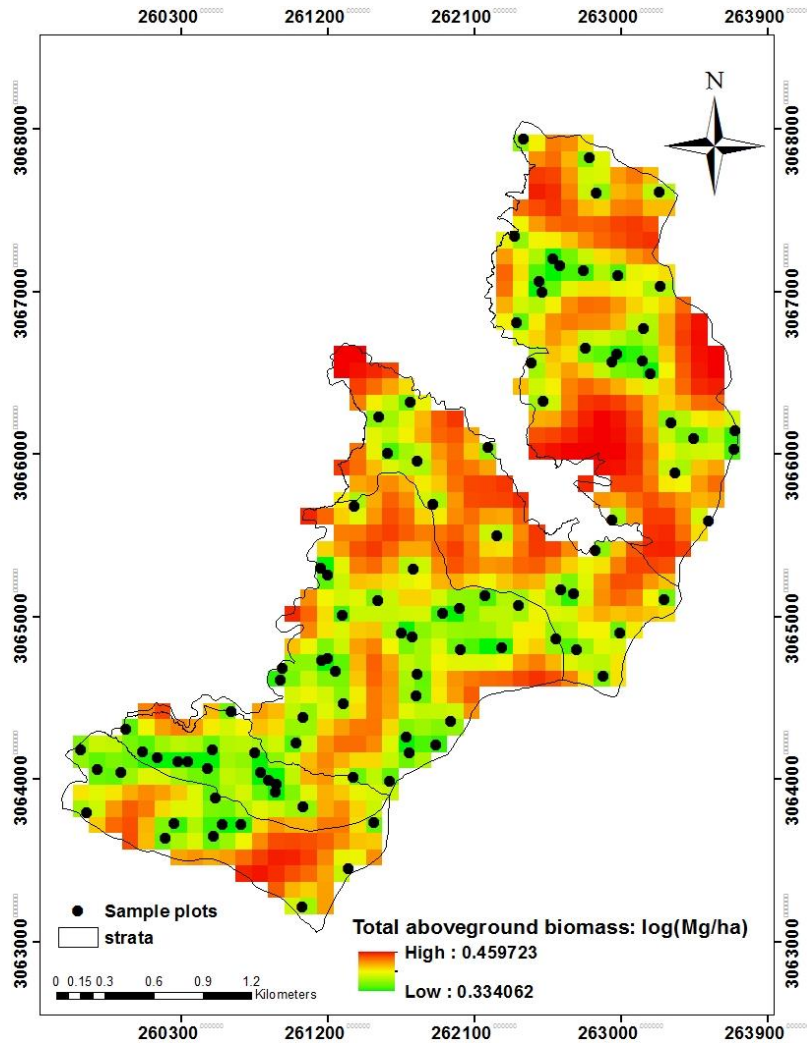 260300 261200 262100 263000 263900
N
3068000 3068000
3067000 3067000
3066000 3066000
3065000 3065000
3064000 3064000
3063000 3063000
Sample plots
strata
Total aboveground biomass: log(Mg/ha)
High : 0.459723
Low : 0.334062
0 0.15 0.3 0.6 0.9 1.2
Kilometers
260300 261200 262100 263000 263900